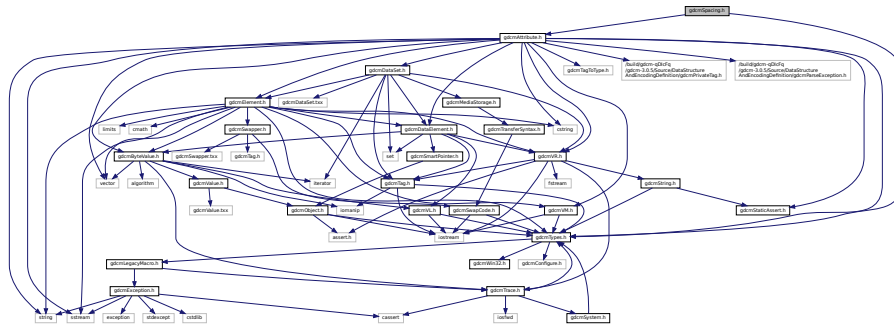 gdcmSpacing.h
gdcmAttribute.h
gdcmDataSet.h
gdcmTagToType.h
/build/gdcm-qDlcFq
/gdcm-3.0.5/Source/DataStructure
AndEncodingDefinition/gdcmPrivateTag.h
/build/gdcm-qDlcFq
/gdcm-3.0.5/Source/DataStructure
AndEncodingDefinition/gdcmParseException.h
gdcmElement.h
gdcmDataSet.txx
gdcmMediaStorage.h
limits
cmath
gdcmSwapper.h
gdcmDataElement.h
gdcmTransferSyntax.h
cstring
gdcmByteValue.h
gdcmSwapper.txx
gdcmTag.h
set
gdcmSmartPointer.h
gdcmVR.h
vector
algorithm
gdcmValue.h
iterator
gdcmTag.h
fstream
gdcmString.h
gdcmValue.txx
gdcmObject.h
iomanip
gdcmVL.h
gdcmSwapCode.h
gdcmVM.h
gdcmStaticAssert.h
assert.h
iostream
gdcmTypes.h
gdcmLegacyMacro.h
gdcmWin32.h
gdcmConfigure.h
gdcmException.h
gdcmTrace.h
string
sstream
exception
stdexcept
cstdlib
cassert
iosfwd
gdcmSystem.h